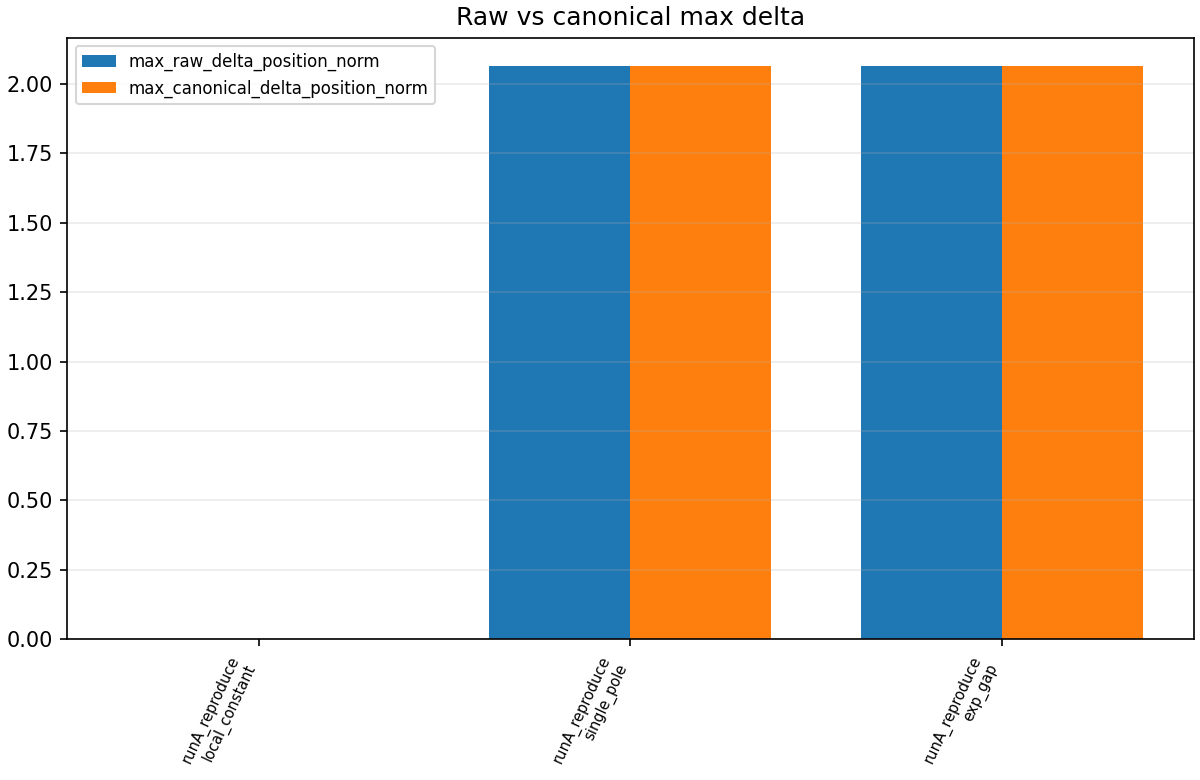 Raw vs canonical max delta
max_raw_delta_position_norm
max_canonical_delta_position_norm
2.00
1.75
1.50
1.25
1.00
0.75
0.50
0.25
0.00
runA_reproduce
local_constant
runA_reproduce
single_pole
runA_reproduce
exp_gap